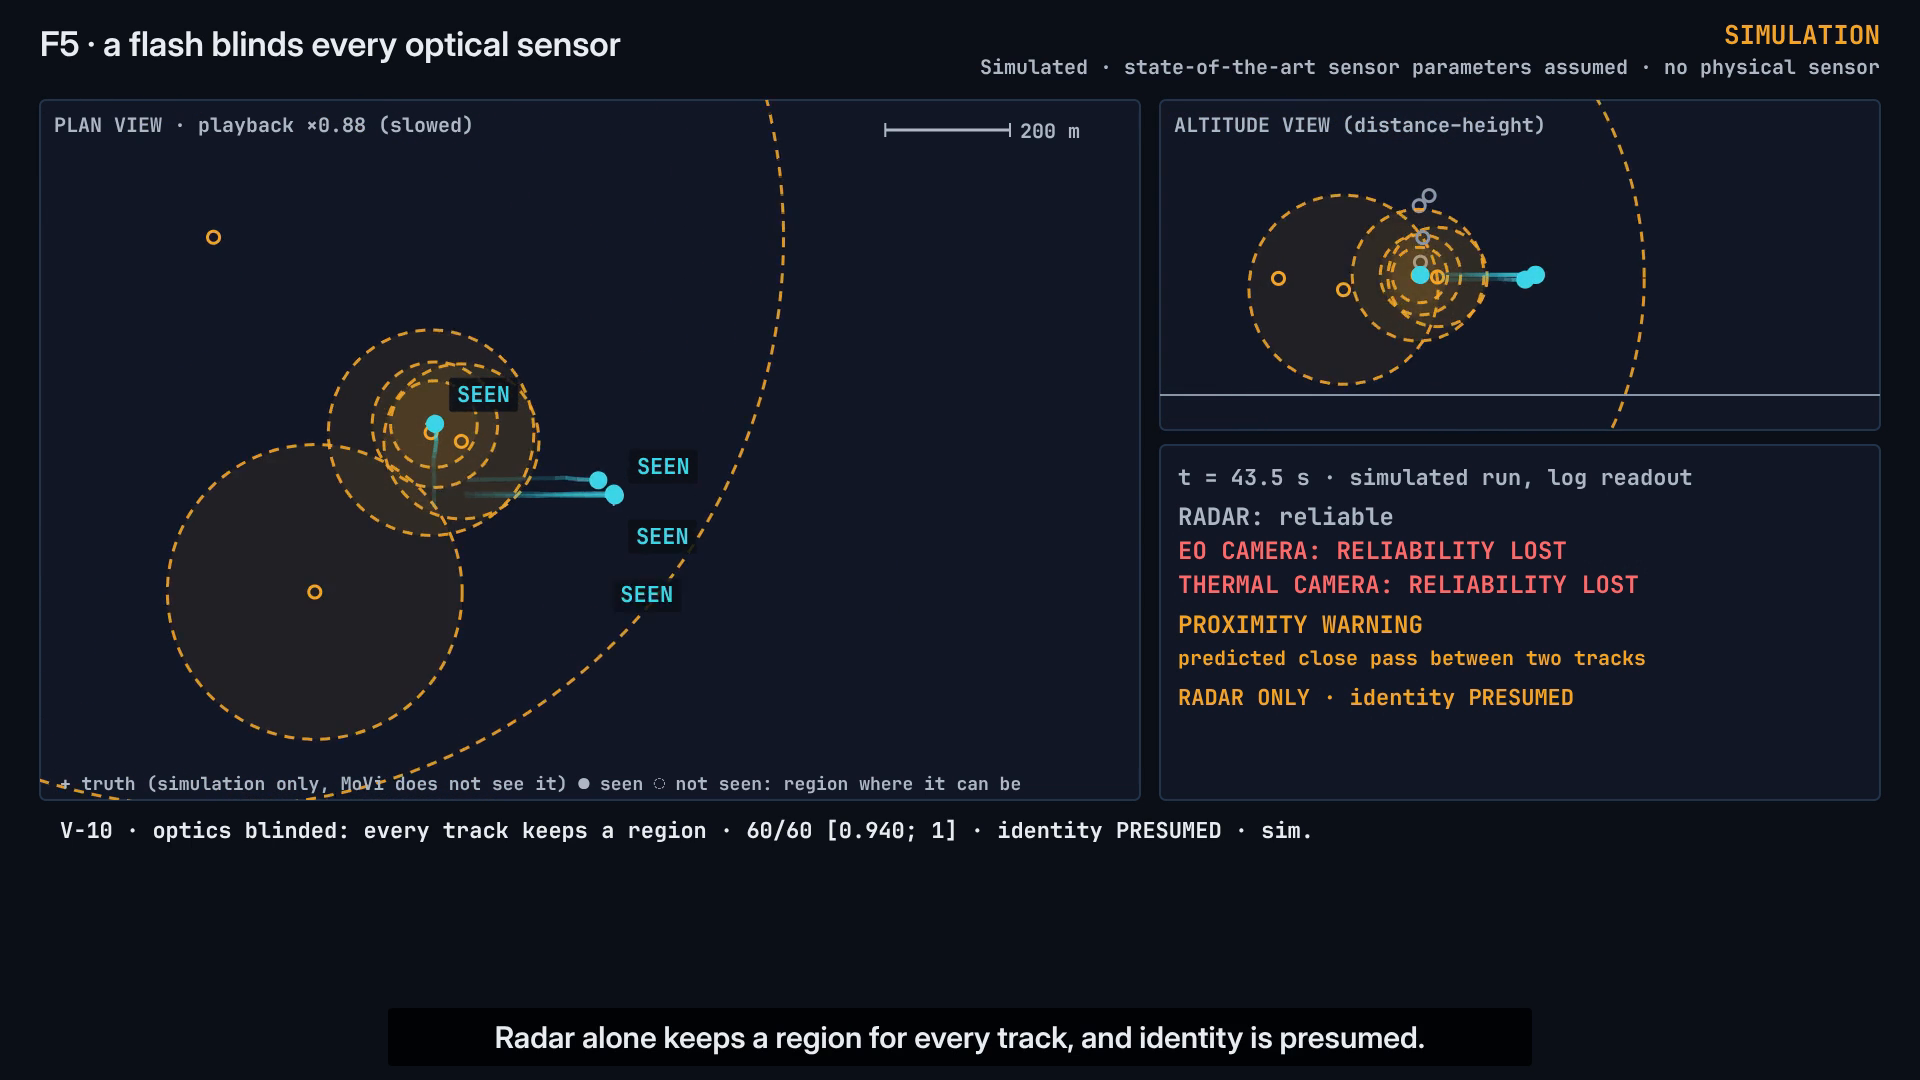 F5 · a flash blinds every optical sensor
SIMULATION
Simulated · state-of-the-art sensor parameters assumed · no physical sensor
PLAN VIEW · playback ×0.88 (slowed)
200 m
SEEN
SEEN
SEEN
SEEN
+ truth (simulation only, MoVi does not see it) ● seen ◌ not seen: region where it can be
ALTITUDE VIEW (distance-height)
t = 43.5 s · simulated run, log readout
RADAR: reliable
EO CAMERA: RELIABILITY LOST
THERMAL CAMERA: RELIABILITY LOST
PROXIMITY WARNING
predicted close pass between two tracks
RADAR ONLY · identity PRESUMED
V-10 · optics blinded: every track keeps a region · 60/60 [0.940; 1] · identity PRESUMED · sim.
Radar alone keeps a region for every track, and identity is presumed.